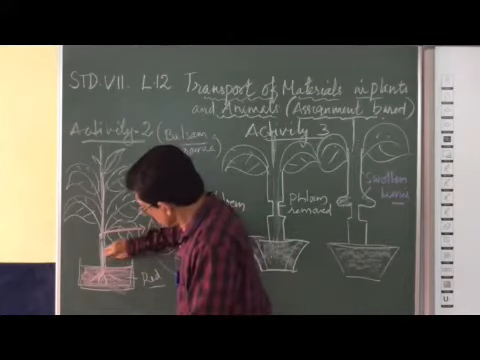 STD.VII. L.12 Transport of Materials in plants
and Animals (Assignment based)
Activity-2 (Balsam
Activity 3
Phloem
removed
Swollen
Red